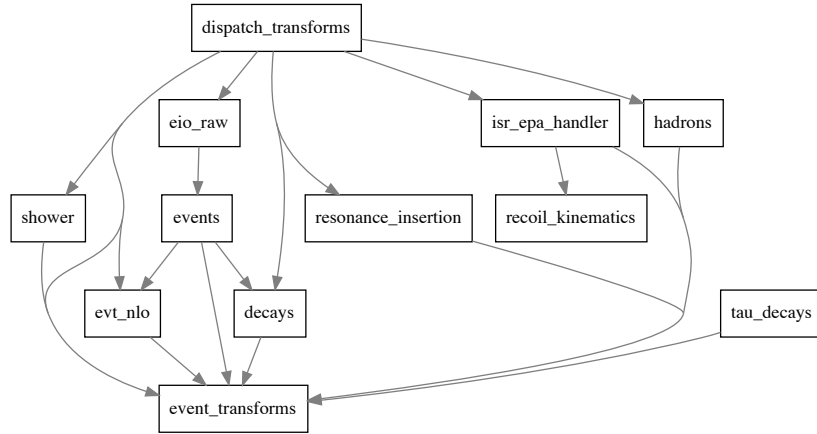 dispatch_transforms
eio_raw
isr_epa_handler
hadrons
shower
events
resonance_insertion
recoil_kinematics
evt_nlo
decays
tau_decays
event_transforms